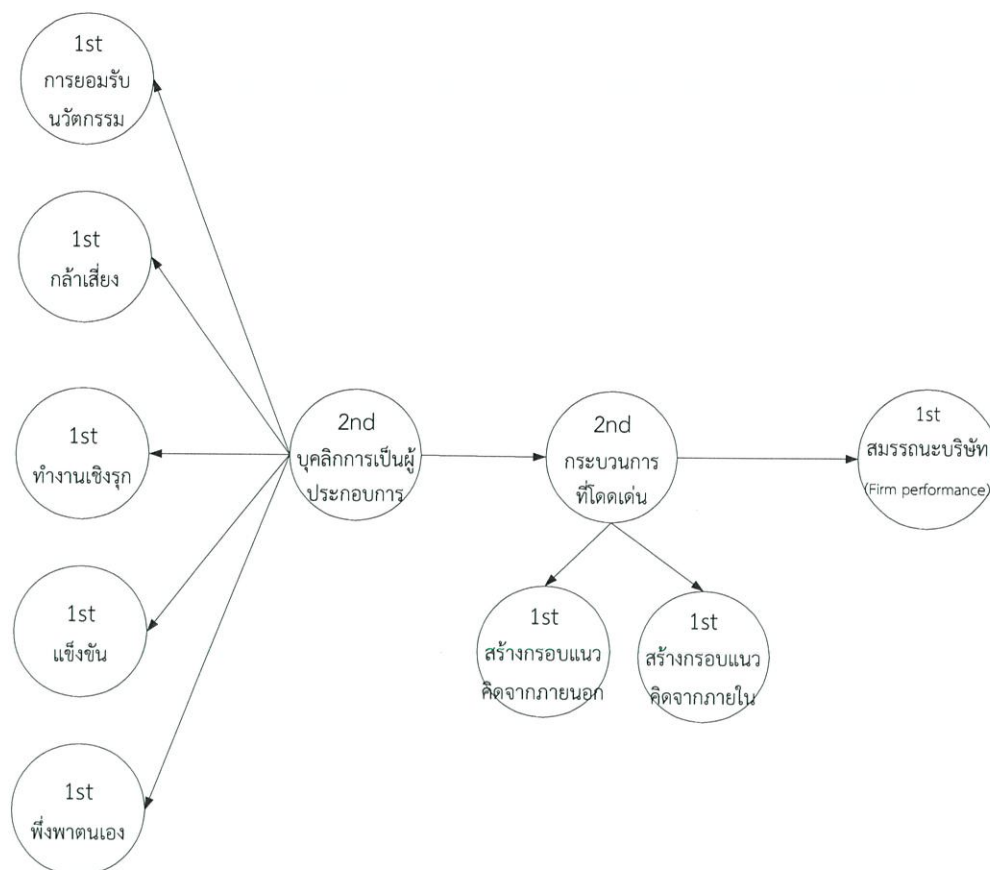 1st
การยอมรับ
นวัตกรรม
1st
กล้าเสี่ยง
1st
ทำงานเชิงรุก
1st
แข็งขัน
1st
พึ่งพาตนเอง
2nd
บุคลิกการเป็นผู้
ประกอบการ
2nd
กระบวนการ
ที่โดดเด่น
1st
สร้างกรอบแนว
คิดจากภายนอก
1st
สร้างกรอบแนว
คิดจากภายใน
1st
สมรรถนะบริษัท
(Firm performance)